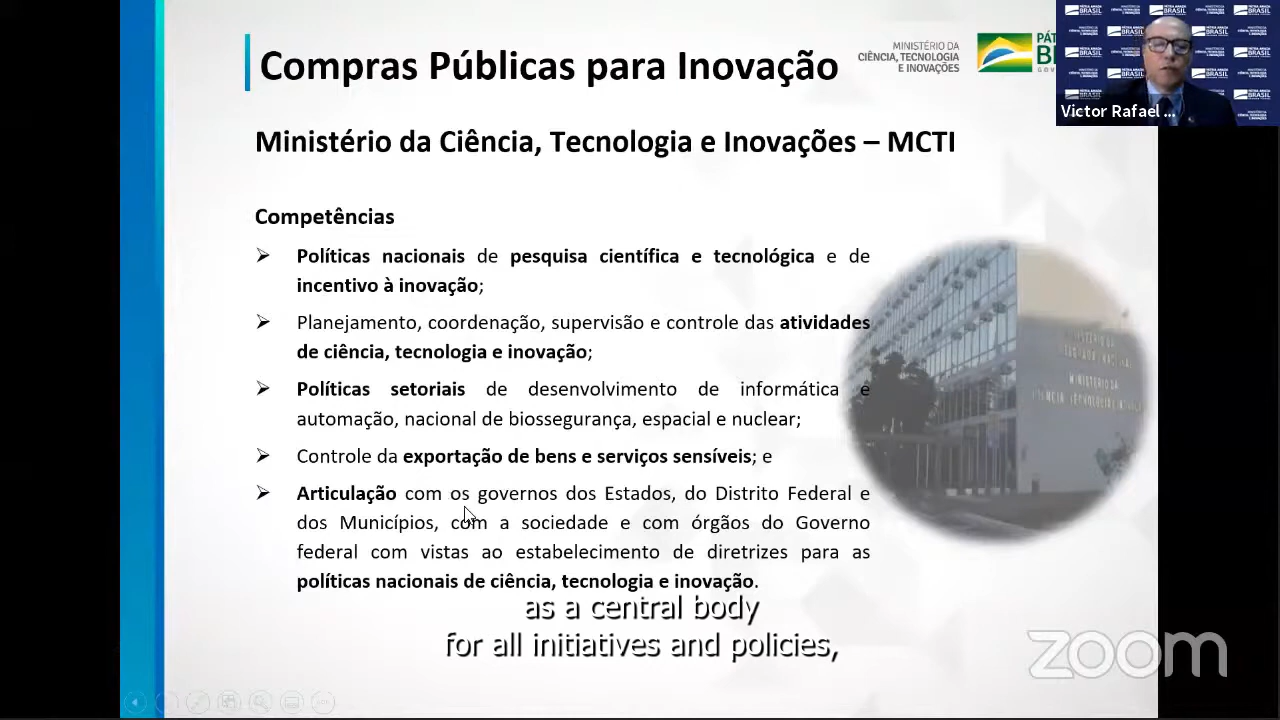 Compras Públicas para Inovação
MINISTÉRIO DA
CIÊNCIA, TECNOLOGIA
E INOVAÇÕES
Victor Rafael ...
Ministério da Ciência, Tecnologia e Inovações – MCTI
Competências
Políticas nacionais de pesquisa científica e tecnológica e de
incentivo à inovação;
Planejamento, coordenação, supervisão e controle das atividades
de ciência, tecnologia e inovação;
Políticas setoriais de desenvolvimento de informática e
automação, nacional de biossegurança, espacial e nuclear;
Controle da exportação de bens e serviços sensíveis; e
Articulação com os governos dos Estados, do Distrito Federal e
dos Municípios, com a sociedade e com órgãos do Governo
federal com vistas ao estabelecimento de diretrizes para as
políticas nacionais de ciência, tecnologia e inovação.
as a central body
for all initiatives and policies,
zoom